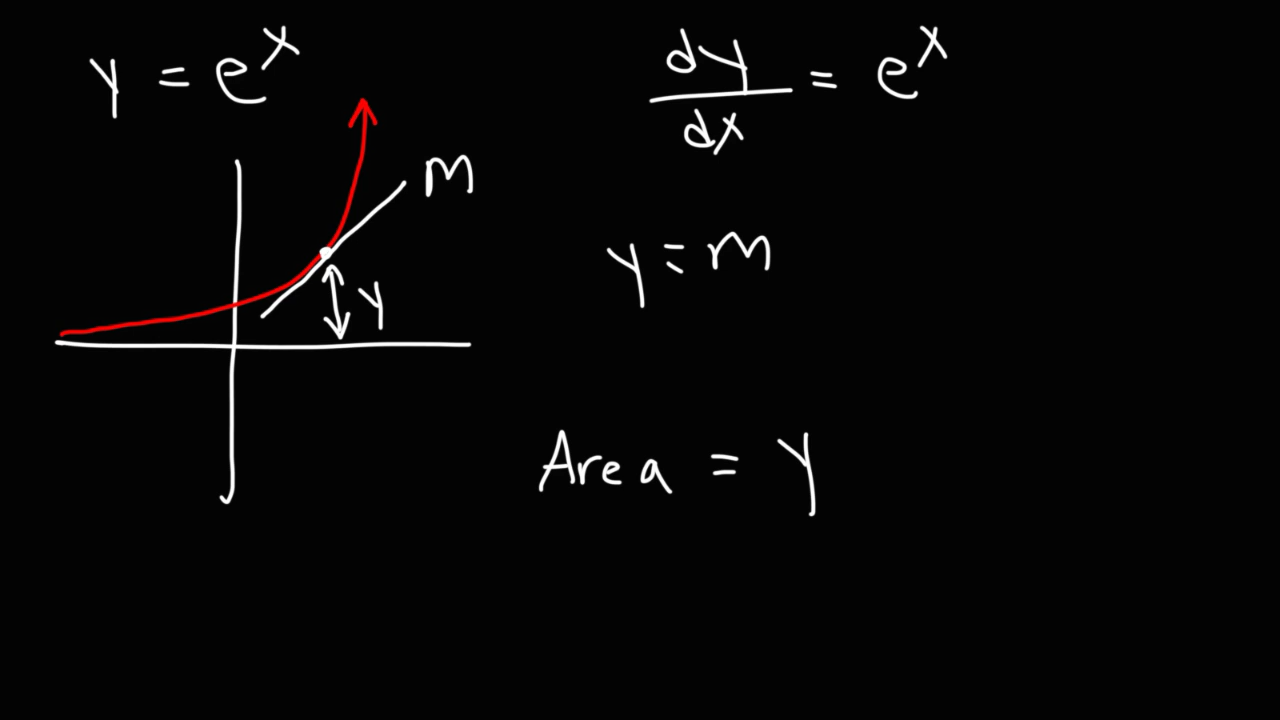 y = e^x
dy/dx = e^x
m
y = m
y
Area = y